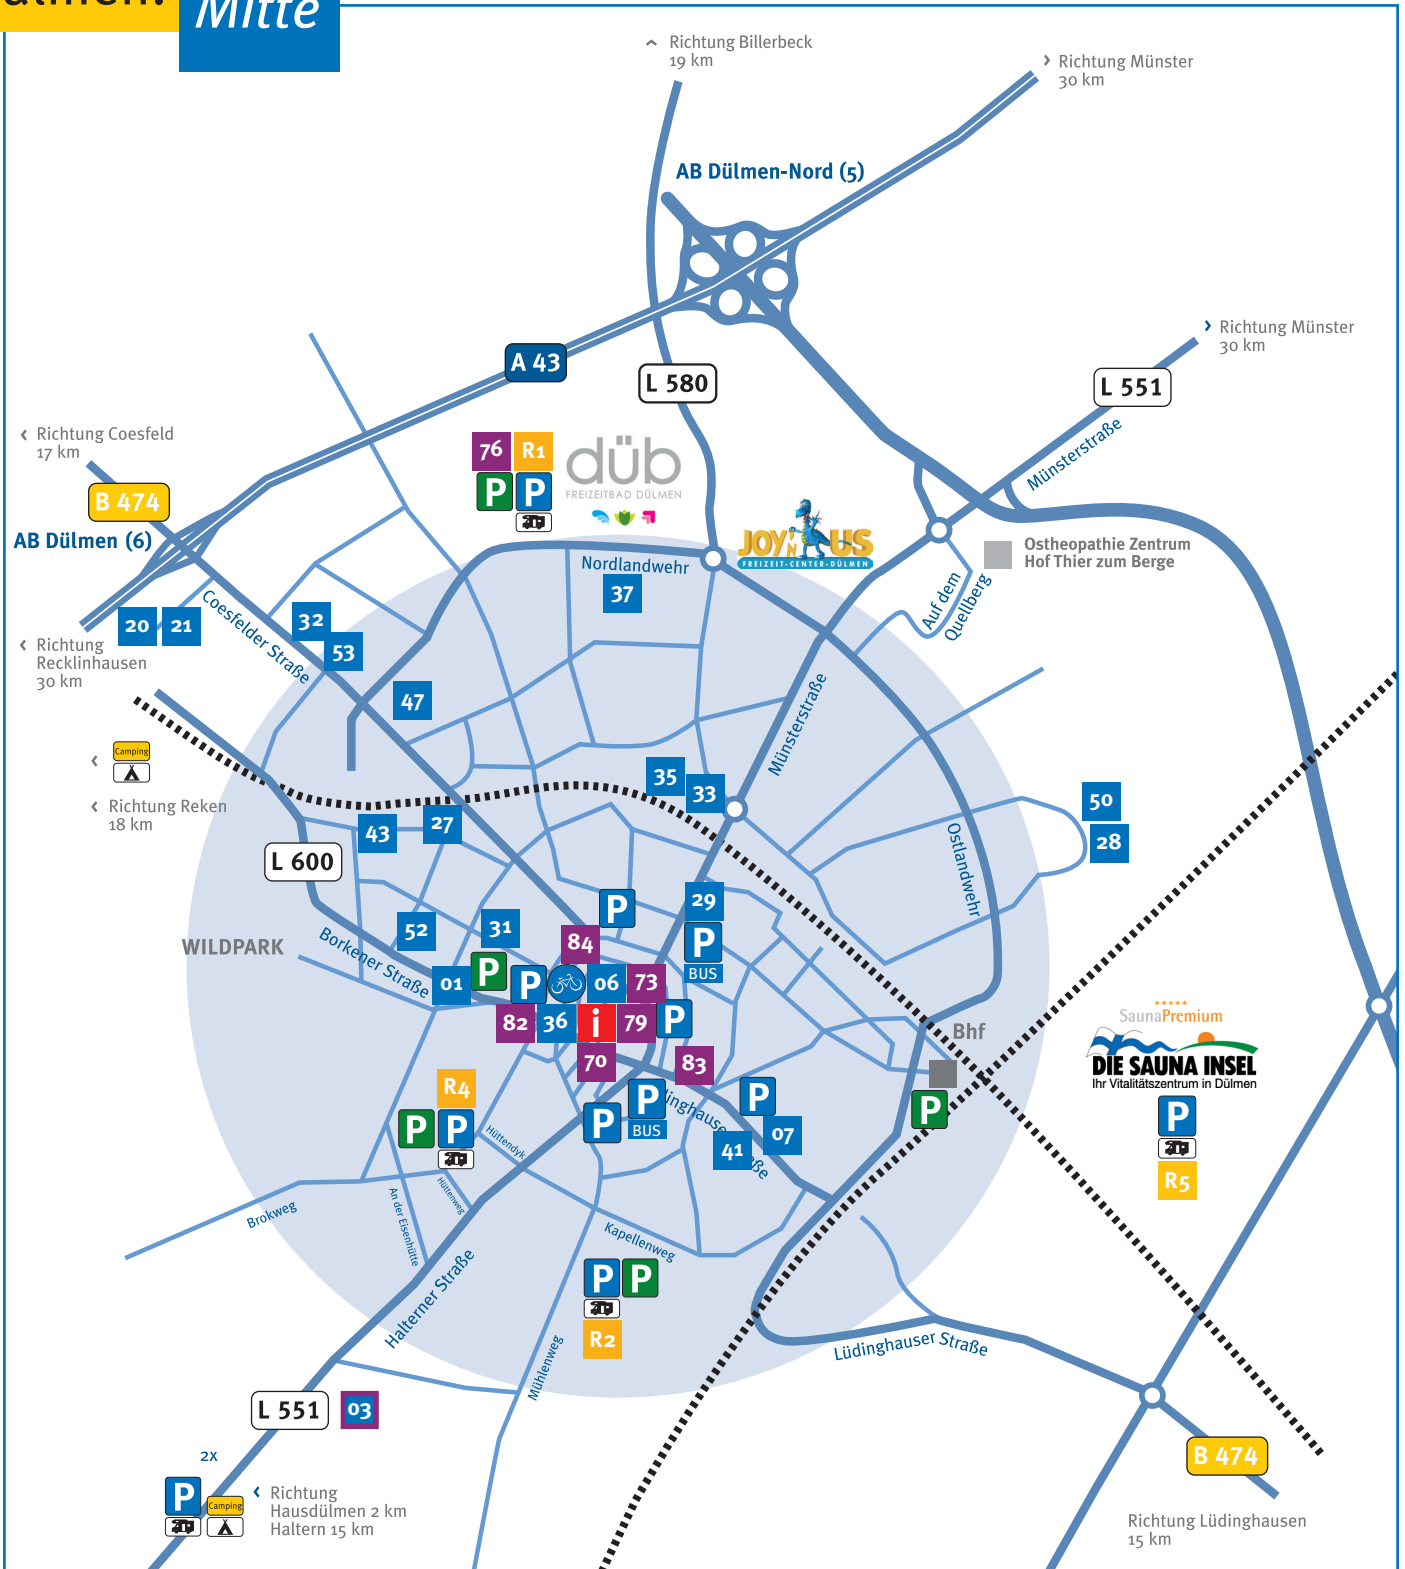 Mitte
Richtung Billerbeck
19 km
Richtung Münster
30 km
AB Dülmen-Nord (5)
Richtung Münster
30 km
A 43
L 580
L 551
Münsterstraße
Richtung Coesfeld
17 km
B 474
AB Dülmen (6)
76
R1
P
P
düb
FREIZEITBAD DÜLMEN
JOY'N US
FREIZEIT-CENTER-DÜLMEN
Ostheopathie Zentrum
Hof Thier zum Berge
Nordlandwehr
37
Auf dem
Quellberg
20
21
Coesfelder Straße
32
53
Richtung
Recklinhausen
30 km
47
Münsterstraße
Camping
Richtung Reken
18 km
35
33
50
28
43
27
Ostlandwehr
L 600
52
31
P
29
P
BUS
84
WILDPARK
Borkener Straße
01
P
P
06
73
82
36
i
79
P
70
83
Bhf
SaunaPremium
DIE SAUNA INSEL
Ihr Vitalitätszentrum in Dülmen
P
R5
R4
P
P
P
P
BUS
P
07
41
P
Hüttendyk
Hüttenweg
An der Eisenhütte
Brokweg
Kapellenweg
P
P
R2
Halterner Straße
Mühlenweg
Lüdinghauser Straße
L 551
03
2x
P
Camping
Richtung
Hausdülmen 2 km
Haltern 15 km
B 474
Richtung Lüdinghausen
15 km